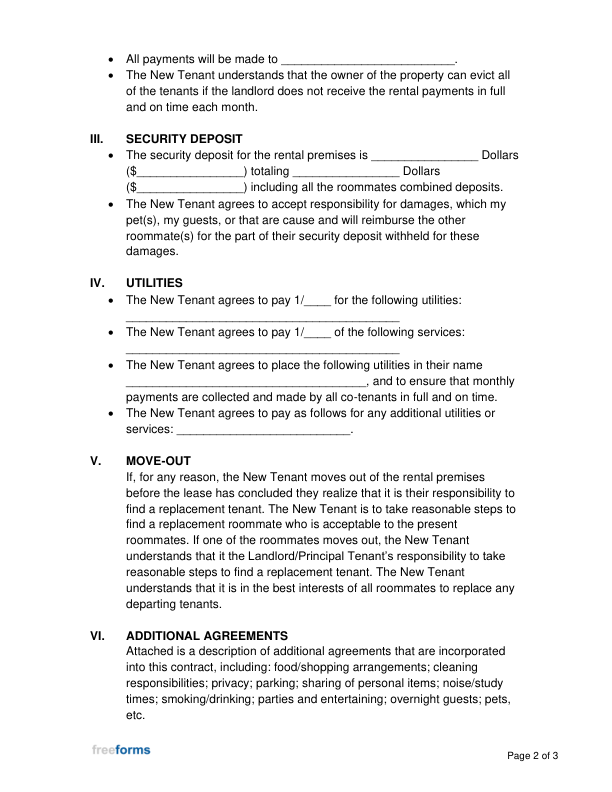 • All payments will be made to __________________________.
• The New Tenant understands that the owner of the property can evict all
of the tenants if the landlord does not receive the rental payments in full
and on time each month.
III. SECURITY DEPOSIT
• The security deposit for the rental premises is ________________ Dollars
($________________) totaling ________________ Dollars
($________________) including all the roommates combined deposits.
• The New Tenant agrees to accept responsibility for damages, which my
pet(s), my guests, or that are cause and will reimburse the other
roommate(s) for the part of their security deposit withheld for these
damages.
IV. UTILITIES
• The New Tenant agrees to pay 1/____ for the following utilities:
_________________________________________
• The New Tenant agrees to pay 1/____ of the following services:
_________________________________________
• The New Tenant agrees to place the following utilities in their name
____________________________________, and to ensure that monthly
payments are collected and made by all co-tenants in full and on time.
• The New Tenant agrees to pay as follows for any additional utilities or
services: __________________________.
V. MOVE-OUT
If, for any reason, the New Tenant moves out of the rental premises
before the lease has concluded they realize that it is their responsibility to
find a replacement tenant. The New Tenant is to take reasonable steps to
find a replacement roommate who is acceptable to the present
roommates. If one of the roommates moves out, the New Tenant
understands that it the Landlord/Principal Tenant's responsibility to take
reasonable steps to find a replacement tenant. The New Tenant
understands that it is in the best interests of all roommates to replace any
departing tenants.
VI. ADDITIONAL AGREEMENTS
Attached is a description of additional agreements that are incorporated
into this contract, including: food/shopping arrangements; cleaning
responsibilities; privacy; parking; sharing of personal items; noise/study
times; smoking/drinking; parties and entertaining; overnight guests; pets,
etc.
freeforms
Page 2 of 3